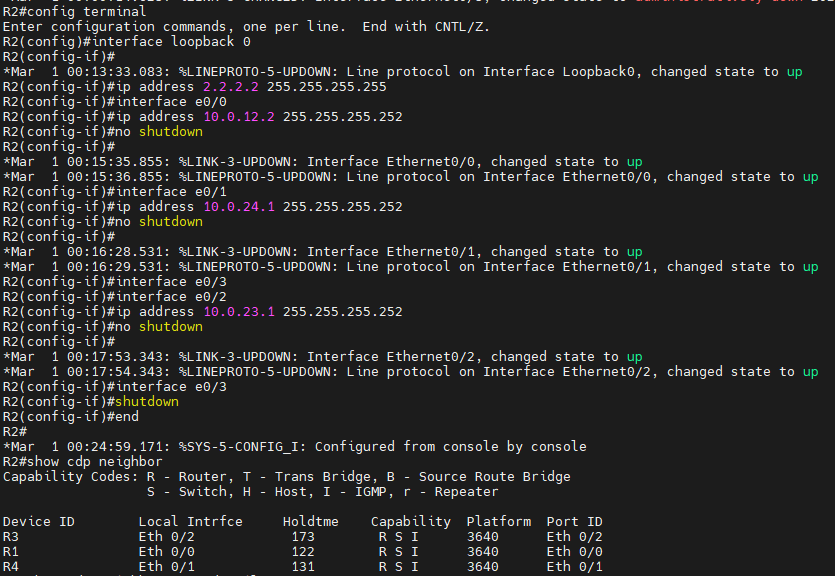 R2#config terminal
Enter configuration commands, one per line.  End with CNTL/Z.
R2(config)#interface loopback 0
R2(config-if)#
*Mar  1 00:13:33.083: %LINEPROTO-5-UPDOWN: Line protocol on Interface Loopback0, changed state to up
R2(config-if)#ip address 2.2.2.2 255.255.255.255
R2(config-if)#interface e0/0
R2(config-if)#ip address 10.0.12.2 255.255.255.252
R2(config-if)#no shutdown
R2(config-if)#
*Mar  1 00:15:35.855: %LINK-3-UPDOWN: Interface Ethernet0/0, changed state to up
*Mar  1 00:15:36.855: %LINEPROTO-5-UPDOWN: Line protocol on Interface Ethernet0/0, changed state to up
R2(config-if)#interface e0/1
R2(config-if)#ip address 10.0.24.1 255.255.255.252
R2(config-if)#no shutdown
R2(config-if)#
*Mar  1 00:16:28.531: %LINK-3-UPDOWN: Interface Ethernet0/1, changed state to up
*Mar  1 00:16:29.531: %LINEPROTO-5-UPDOWN: Line protocol on Interface Ethernet0/1, changed state to up
R2(config-if)#interface e0/3
R2(config-if)#interface e0/2
R2(config-if)#ip address 10.0.23.1 255.255.255.252
R2(config-if)#no shutdown
R2(config-if)#
*Mar  1 00:17:53.343: %LINK-3-UPDOWN: Interface Ethernet0/2, changed state to up
*Mar  1 00:17:54.343: %LINEPROTO-5-UPDOWN: Line protocol on Interface Ethernet0/2, changed state to up
R2(config-if)#interface e0/3
R2(config-if)#shutdown
R2(config-if)#end
R2#
*Mar  1 00:24:59.171: %SYS-5-CONFIG_I: Configured from console by console
R2#show cdp neighbor
Capability Codes: R - Router, T - Trans Bridge, B - Source Route Bridge
                  S - Switch, H - Host, I - IGMP, r - Repeater
Device ID        Local Intrfce     Holdtme    Capability  Platform  Port ID
R3               Eth 0/2            173        R S I      3640      Eth 0/2
R1               Eth 0/0            122        R S I      3640      Eth 0/0
R4               Eth 0/1            131        R S I      3640      Eth 0/1